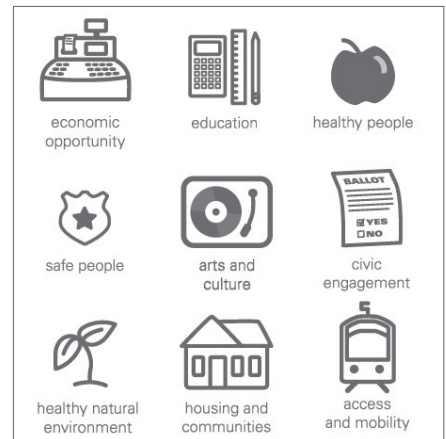 economic
opportunity
education
healthy people
safe people
arts and
culture
BALLOT
YES
NO
civic
engagement
healthy natural
environment
housing and
communities
access
and mobility